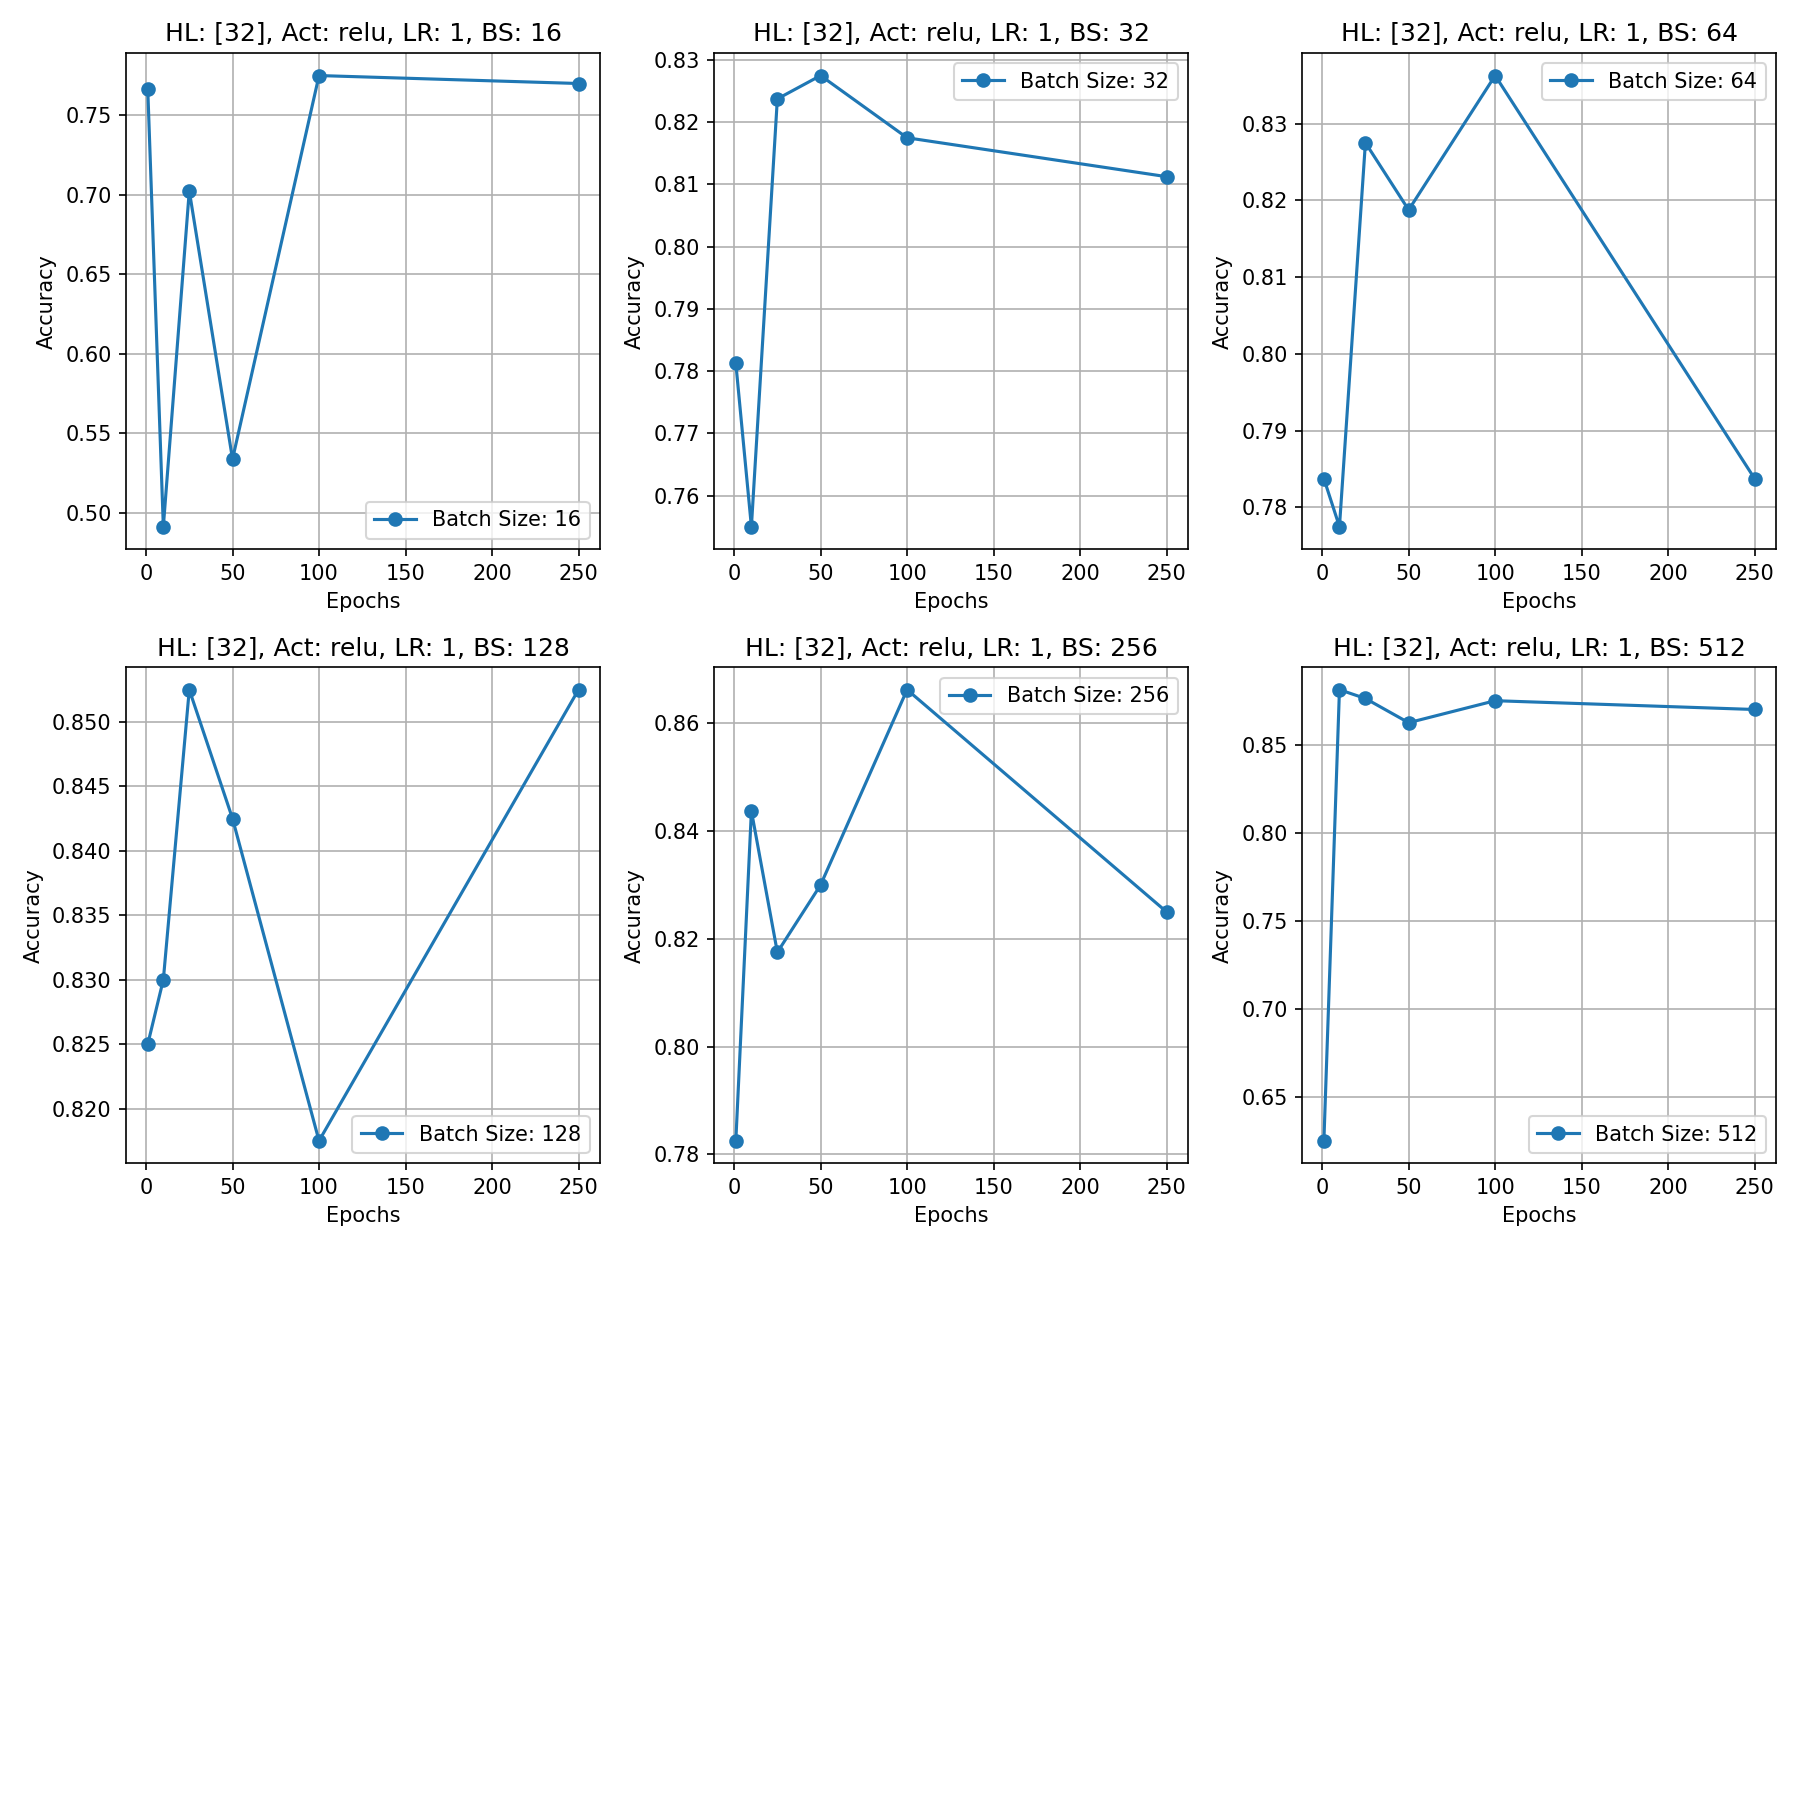 HL: [32], Act: relu, LR: 1, BS: 16
Accuracy
0.75
0.70
0.65
0.60
0.55
0.50
Batch Size: 16
0 50 100 150 200 250
Epochs
HL: [32], Act: relu, LR: 1, BS: 32
Accuracy
0.83
0.82
0.81
0.80
0.79
0.78
0.77
0.76
Batch Size: 32
0 50 100 150 200 250
Epochs
HL: [32], Act: relu, LR: 1, BS: 64
Accuracy
0.83
0.82
0.81
0.80
0.79
0.78
Batch Size: 64
0 50 100 150 200 250
Epochs
HL: [32], Act: relu, LR: 1, BS: 128
Accuracy
0.850
0.845
0.840
0.835
0.830
0.825
0.820
Batch Size: 128
0 50 100 150 200 250
Epochs
HL: [32], Act: relu, LR: 1, BS: 256
Accuracy
0.86
0.84
0.82
0.80
0.78
Batch Size: 256
0 50 100 150 200 250
Epochs
HL: [32], Act: relu, LR: 1, BS: 512
Accuracy
0.85
0.80
0.75
0.70
0.65
Batch Size: 512
0 50 100 150 200 250
Epochs